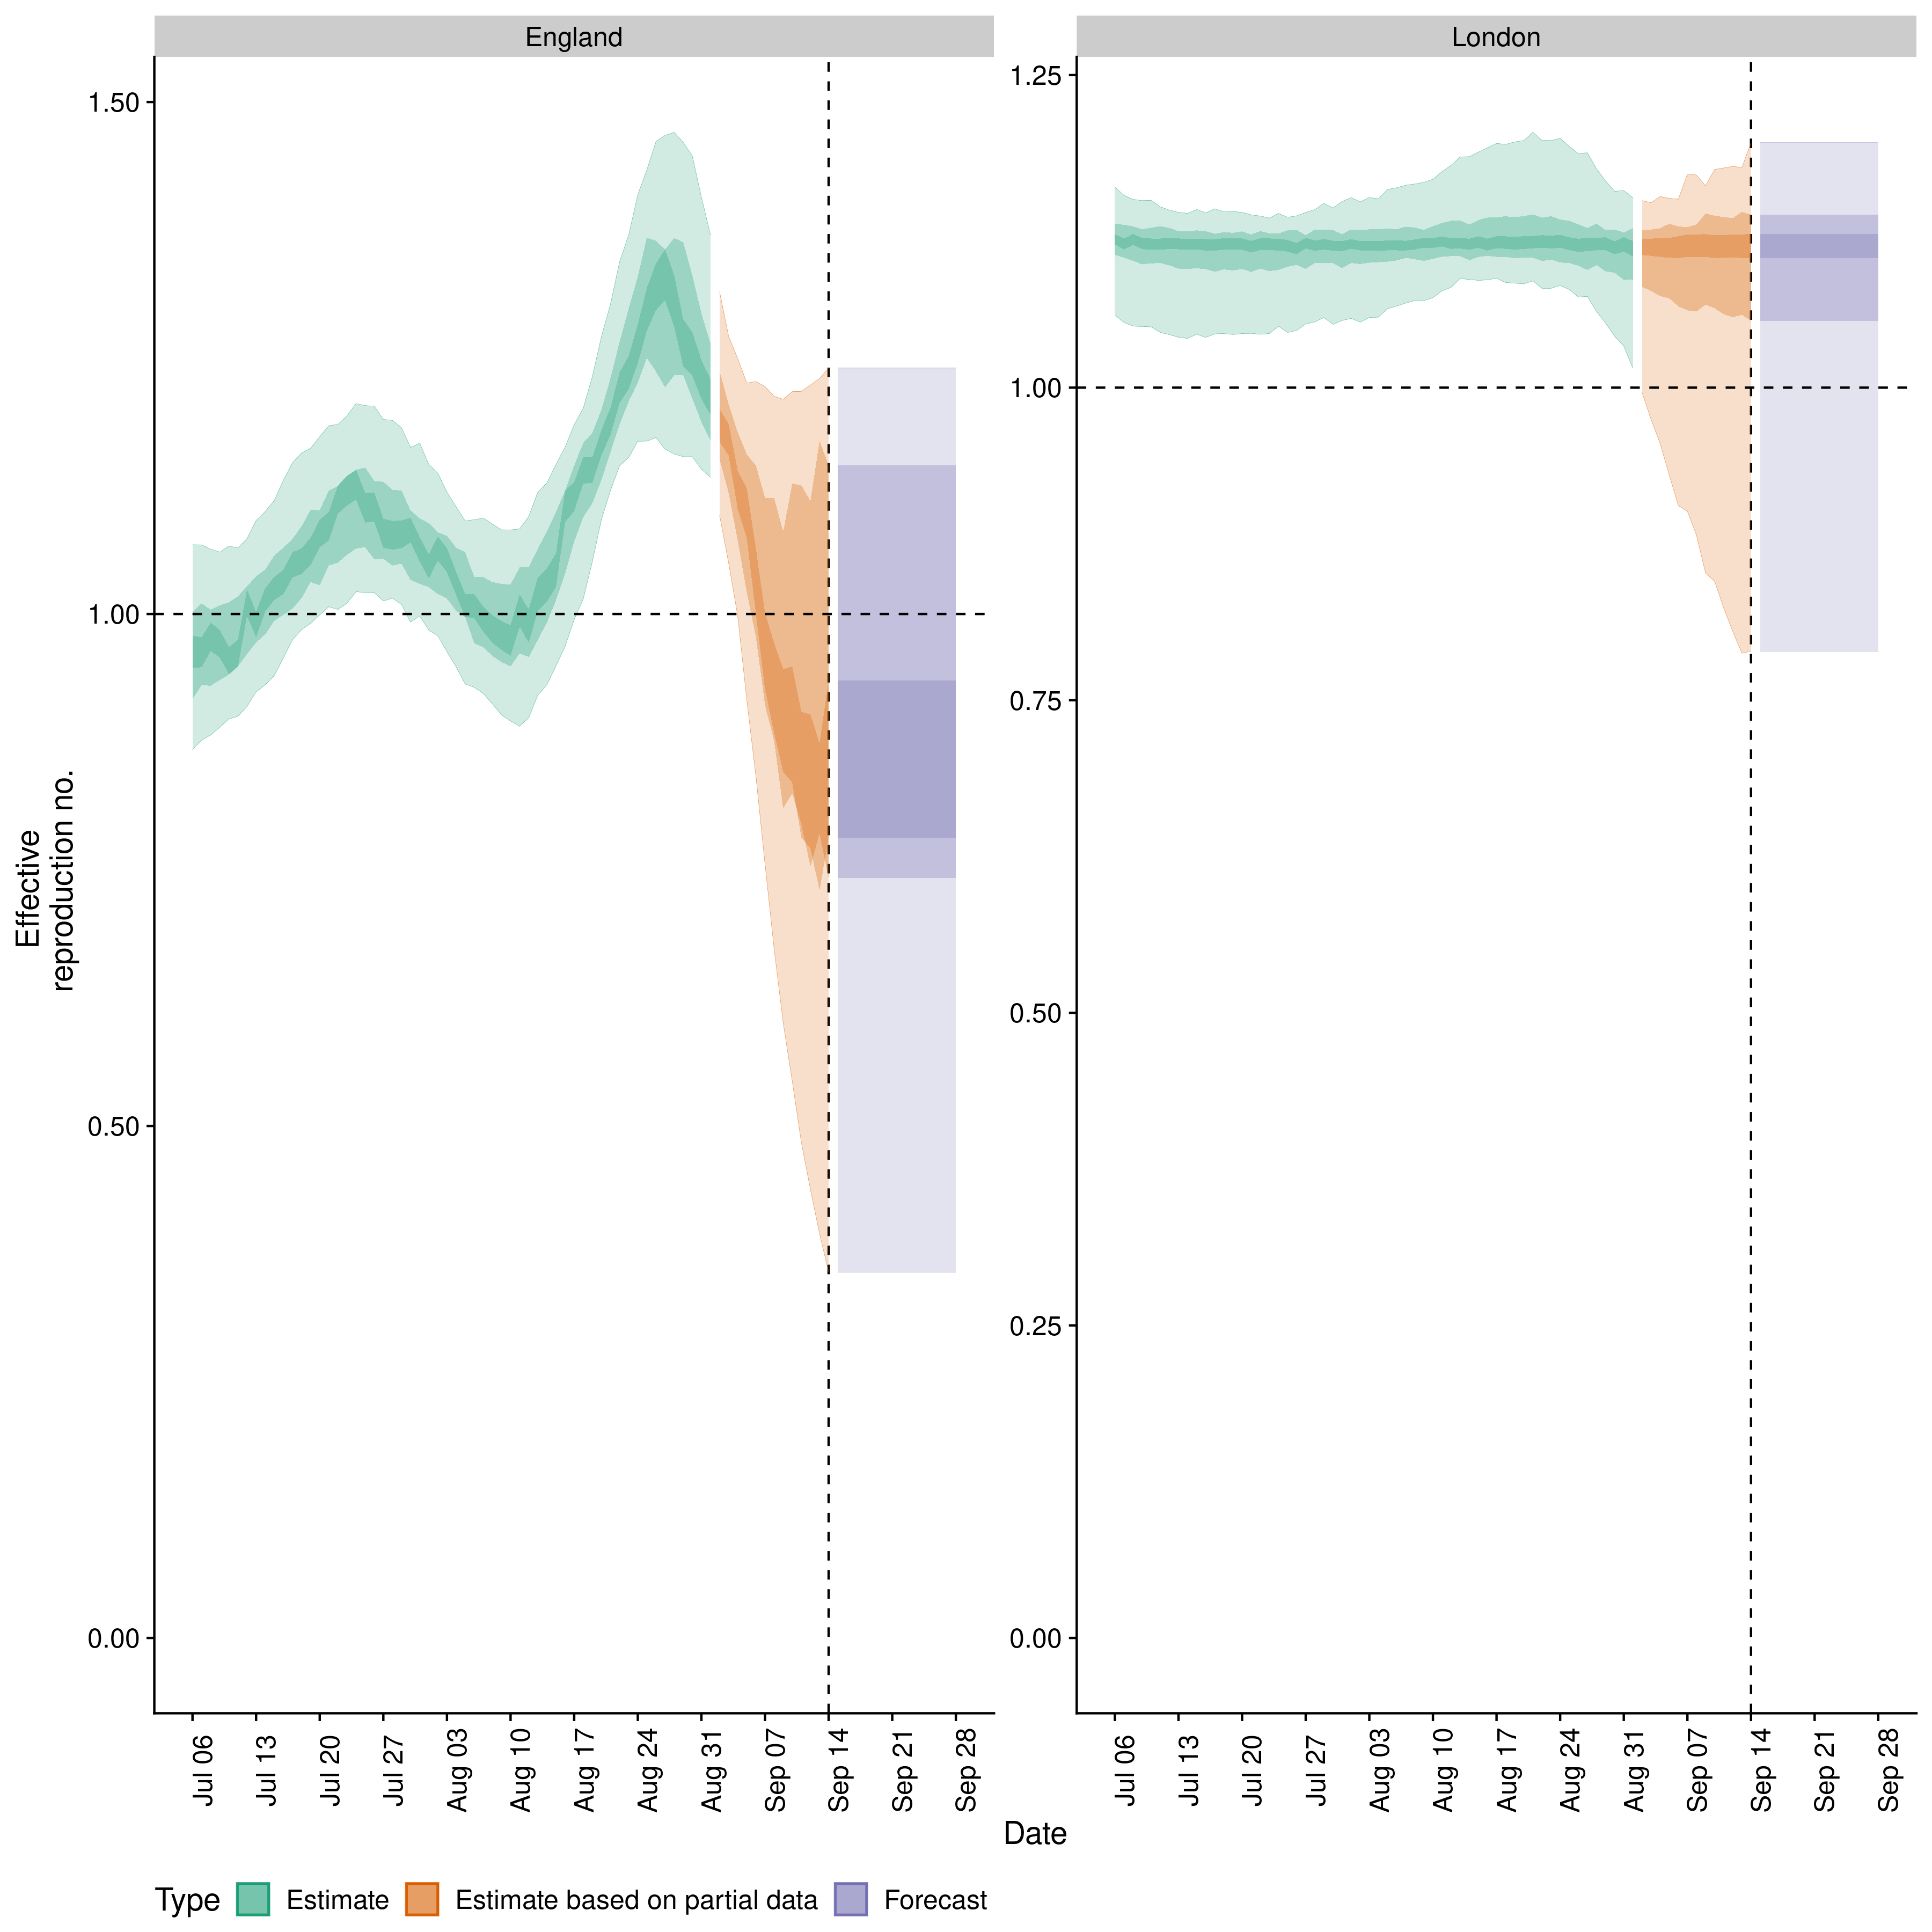 England
London
Effective
reproduction no.
1.50
1.00
0.50
0.00
1.25
1.00
0.75
0.50
0.25
0.00
Jul 06
Jul 13
Jul 20
Jul 27
Aug 03
Aug 10
Aug 17
Aug 24
Aug 31
Sep 07
Sep 14
Sep 21
Sep 28
Jul 06
Jul 13
Jul 20
Jul 27
Aug 03
Aug 10
Aug 17
Aug 24
Aug 31
Sep 07
Sep 14
Sep 21
Sep 28
Date
Type Estimate Estimate based on partial data Forecast